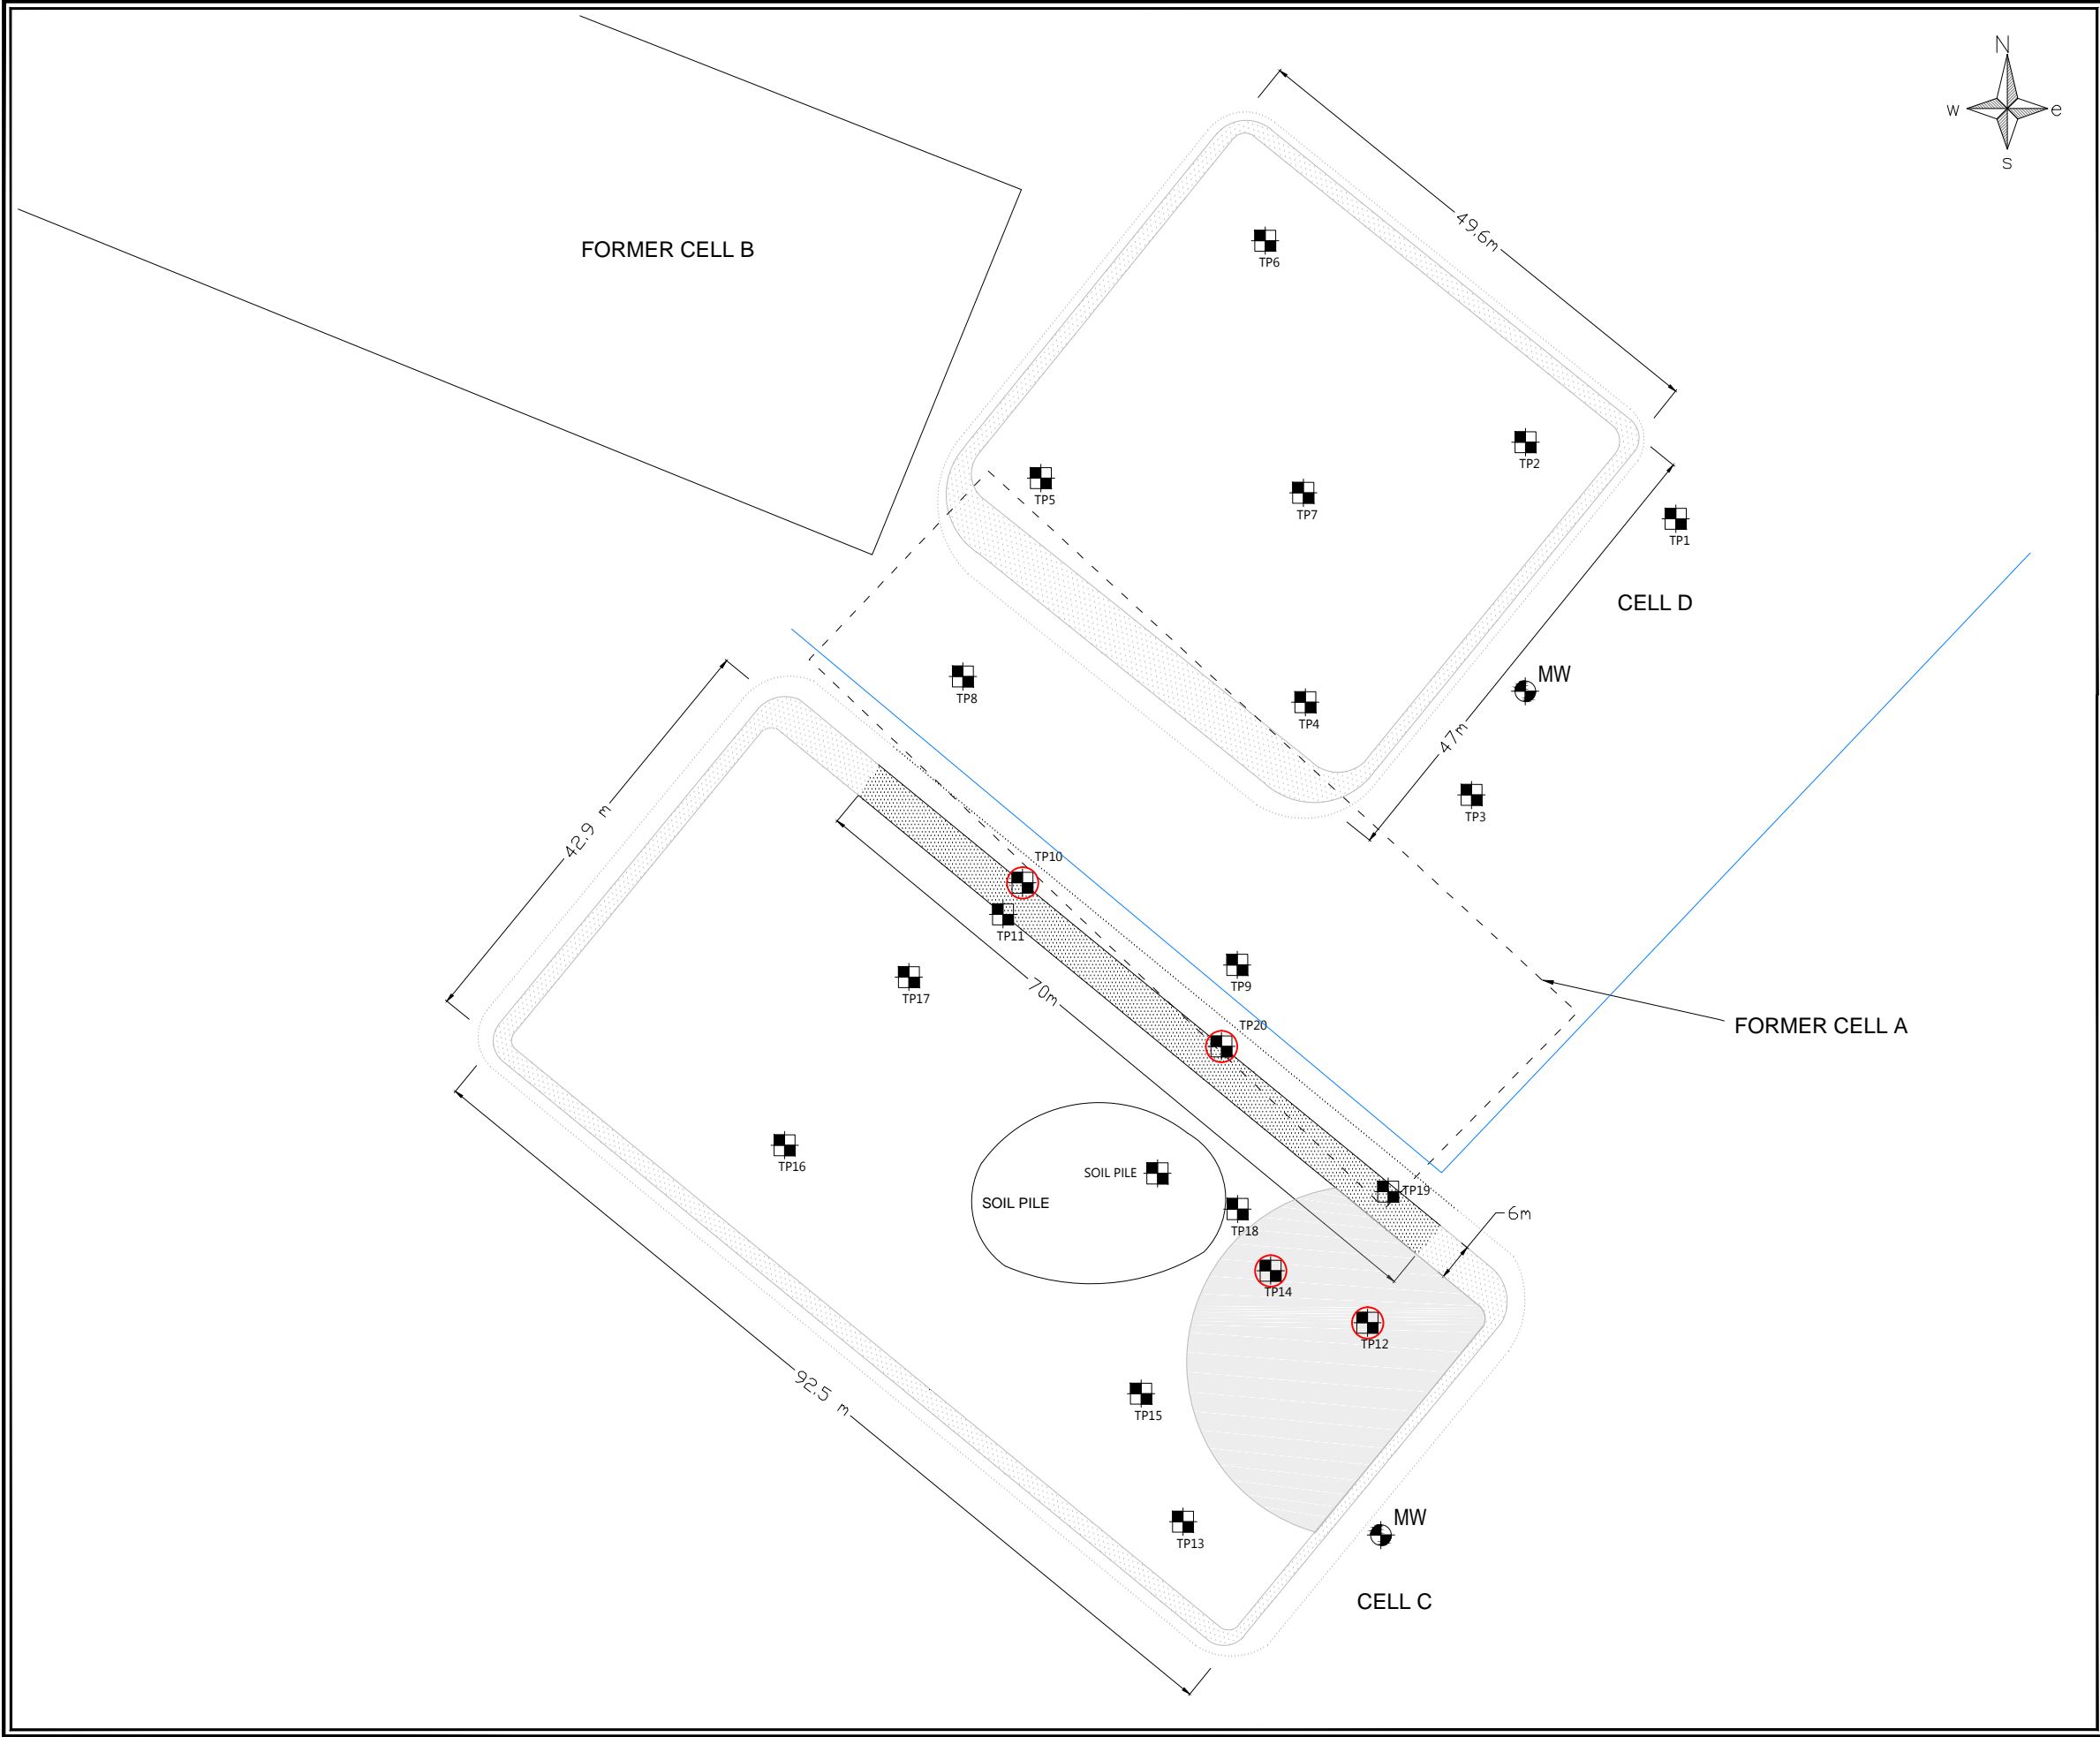 N
W
e
S
FORMER CELL B
49.6m
TP6
TP2
TP5
TP7
TP1
CELL D
MW
TP8
TP4
47m
TP3
42.9 m
TP10
TP11
TP17
70m
TP9
TP20
FORMER CELL A
TP16
SOIL PILE
SOIL PILE
TP19
6m
TP18
TP14
TP12
92.5 m
TP15
TP13
MW
CELL C